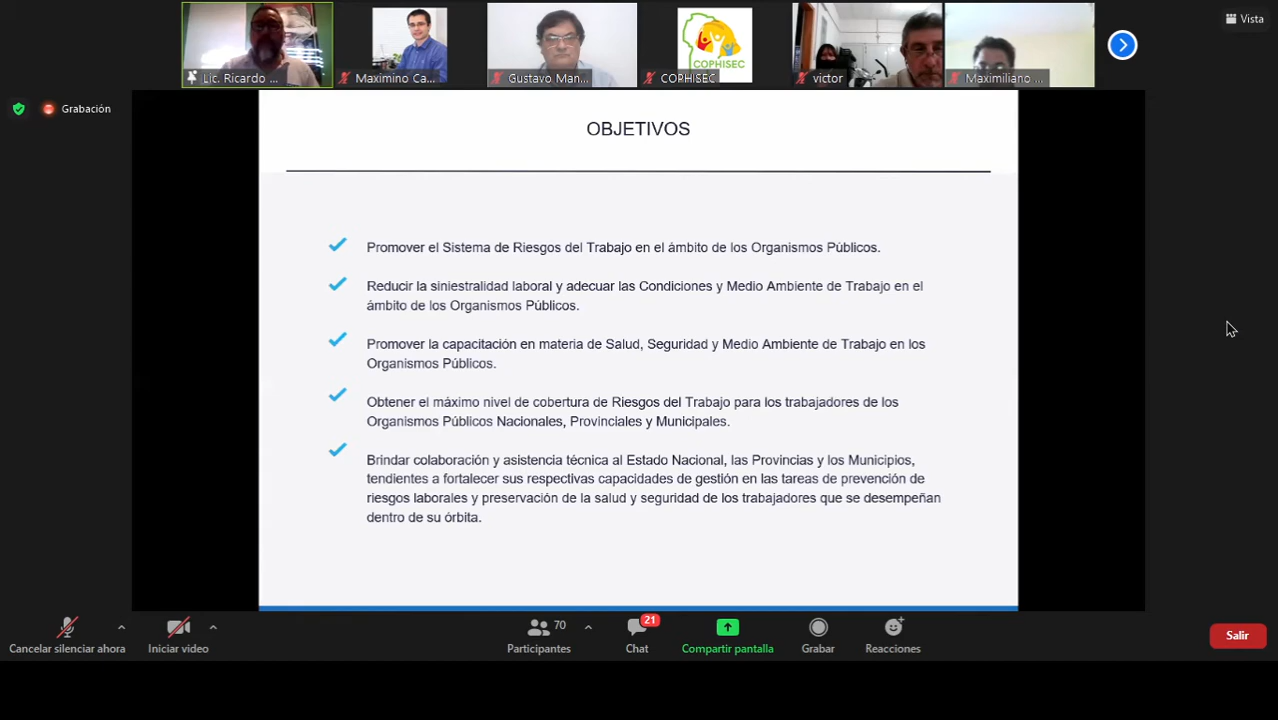 Vista
Lic. Ricardo ...
Maximino Ca...
Gustavo Man...
COPHISEC
COPHISEC
victor
Maximiliano ...
Grabación
OBJETIVOS
Promover el Sistema de Riesgos del Trabajo en el ámbito de los Organismos Públicos.
Reducir la siniestralidad laboral y adecuar las Condiciones y Medio Ambiente de Trabajo en el
ámbito de los Organismos Públicos.
Promover la capacitación en materia de Salud, Seguridad y Medio Ambiente de Trabajo en los
Organismos Públicos.
Obtener el máximo nivel de cobertura de Riesgos del Trabajo para los trabajadores de los
Organismos Públicos Nacionales, Provinciales y Municipales.
Brindar colaboración y asistencia técnica al Estado Nacional, las Provincias y los Municipios,
tendientes a fortalecer sus respectivas capacidades de gestión en las tareas de prevención de
riesgos laborales y preservación de la salud y seguridad de los trabajadores que se desempeñan
dentro de su órbita.
Cancelar silenciar ahora
Iniciar video
70
Participantes
21
Chat
Compartir pantalla
Grabar
Reacciones
Salir